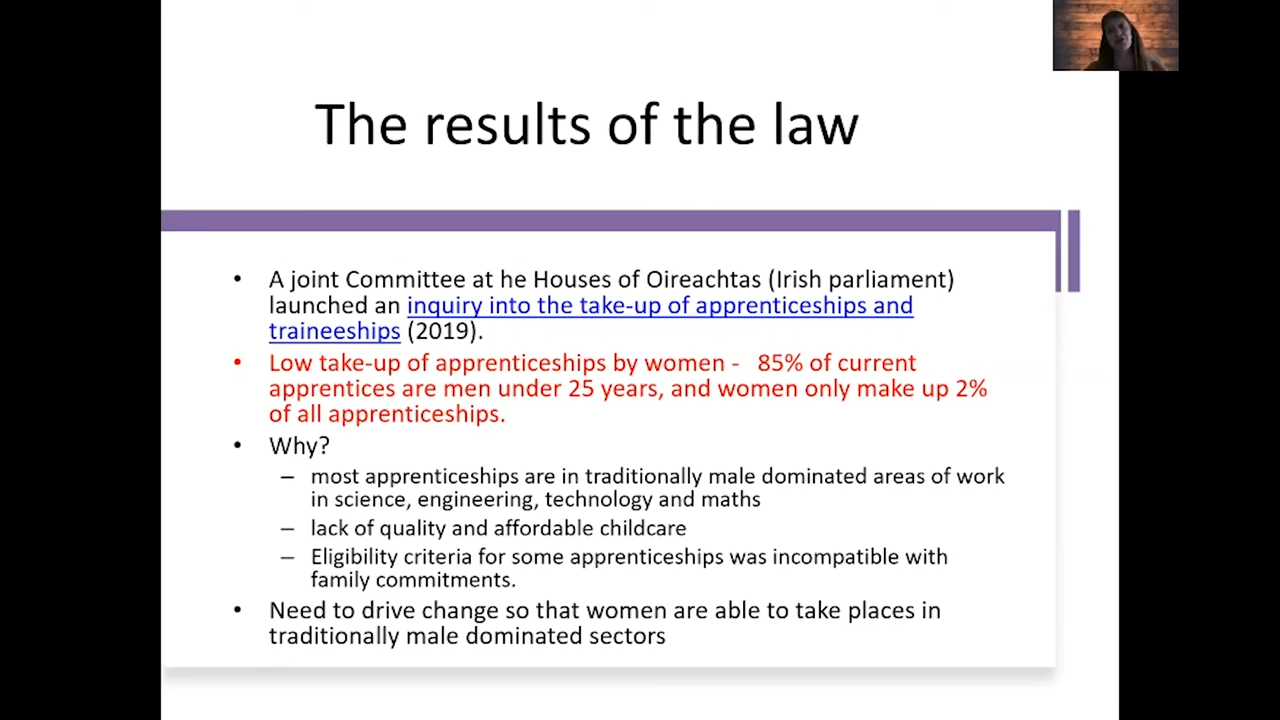 The results of the law
• A joint Committee at he Houses of Oireachtas (Irish parliament)
launched an inquiry into the take-up of apprenticeships and
traineeships (2019).
• Low take-up of apprenticeships by women - 85% of current
apprentices are men under 25 years, and women only make up 2%
of all apprenticeships.
• Why?
– most apprenticeships are in traditionally male dominated areas of work
in science, engineering, technology and maths
– lack of quality and affordable childcare
– Eligibility criteria for some apprenticeships was incompatible with
family commitments.
• Need to drive change so that women are able to take places in
traditionally male dominated sectors